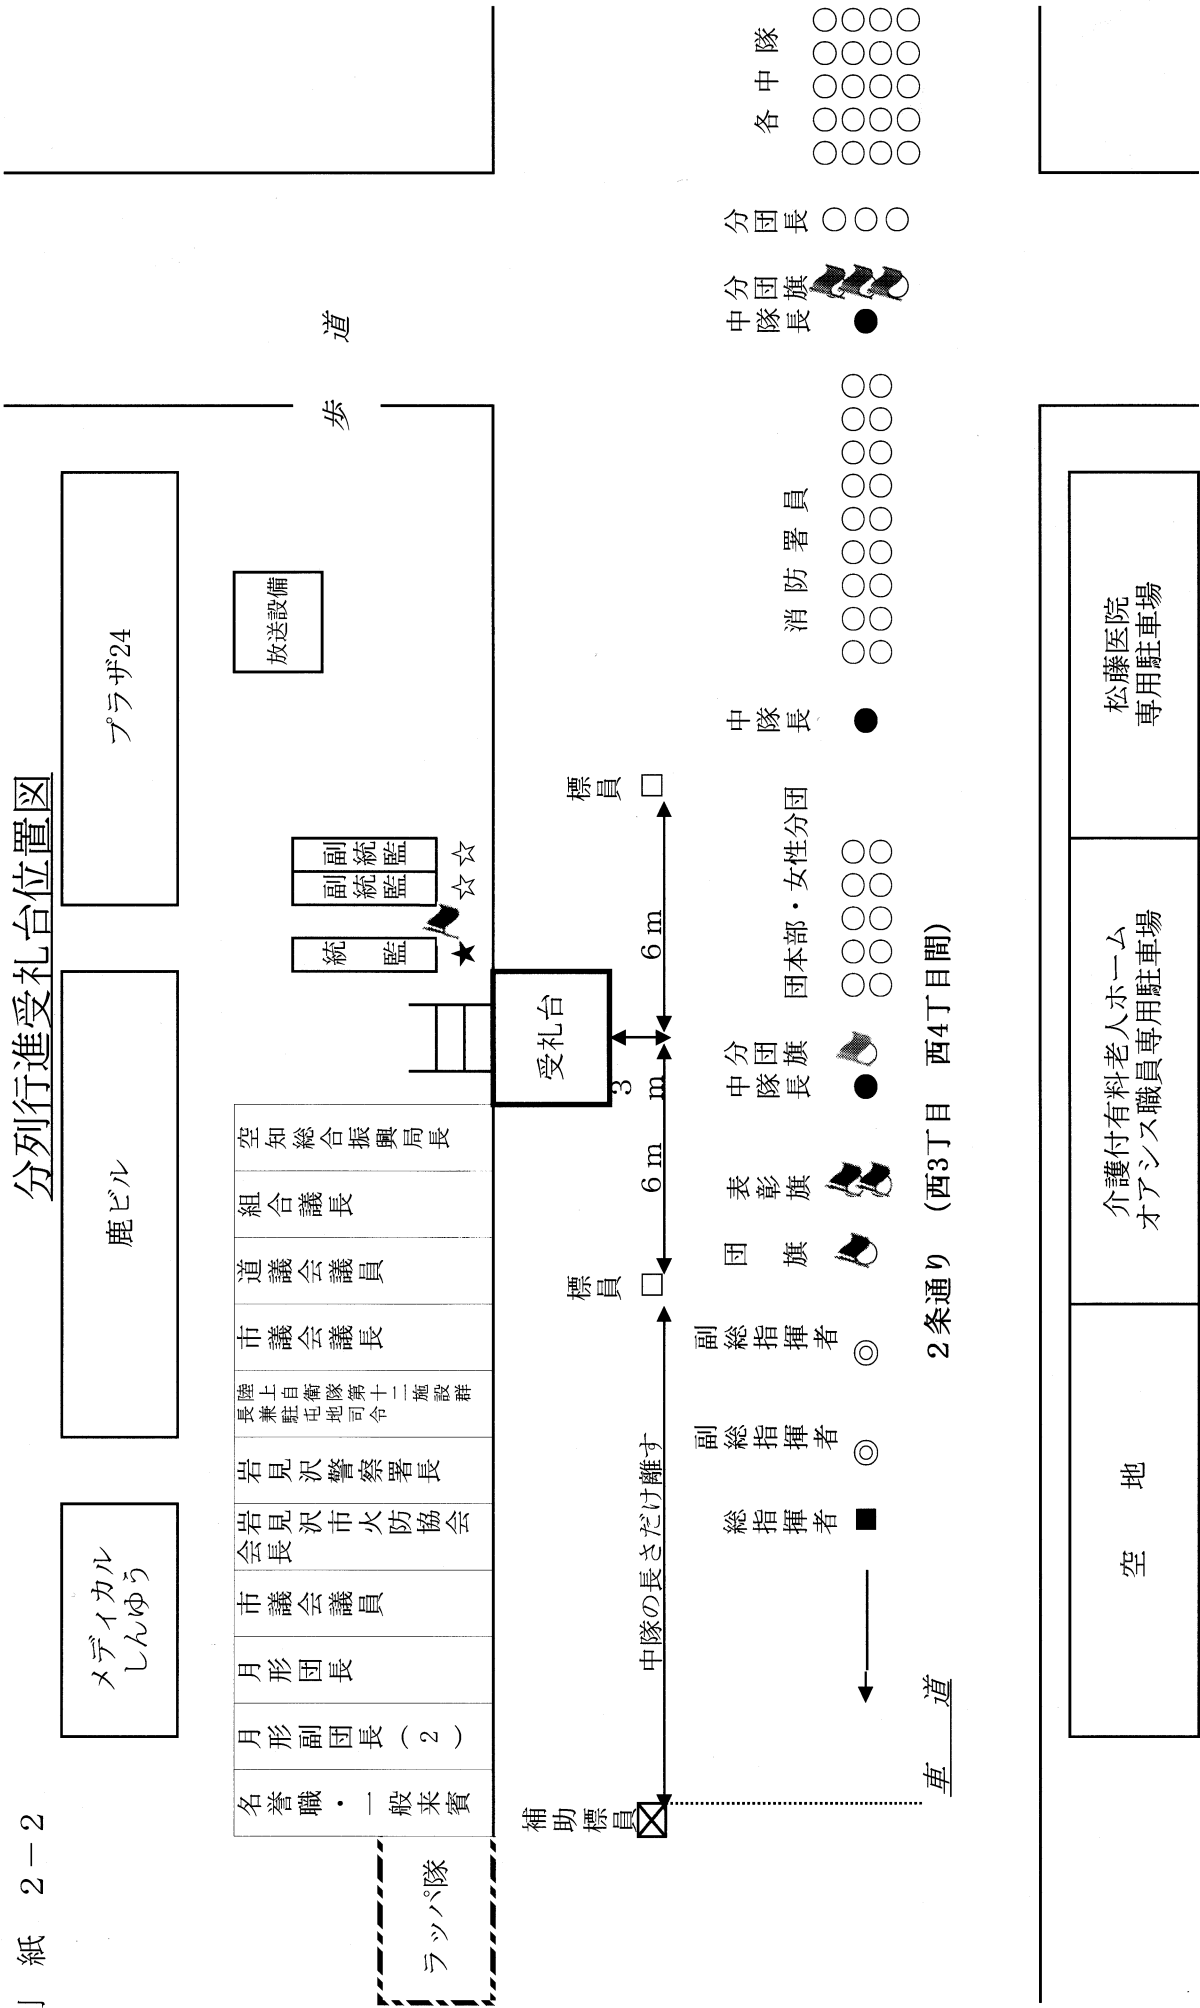 紙 2-2
分列行進受礼台位置図
メディカル
しんゆう
鹿ビル
プラザ24
放送設備
歩道
ラッパ隊
名誉職・一般来賓
月形副団長(2)
月形団長
市議会議員
岩見沢市火防協会
会長
岩見沢警察署長
陸上自衛隊第十二施設群
長兼駐屯地司令
市議会議長
道議会議員
組合議長
空知総合振興局長
統監
副統監
副統監
受礼台
補助標員
標員
標員
中隊の長さだけ離す
6m
3m
6m
総指揮者
副総指揮者
副総指揮者
団旗
表彰旗
中隊長
分団旗
団本部・女性分団
中隊長
消防署員
中隊長
分団旗
分団長
各中隊
車道
2条通り (西3丁目 西4丁目間)
空地
介護付有料老人ホーム
オアシス職員専用駐車場
松藤医院
専用駐車場